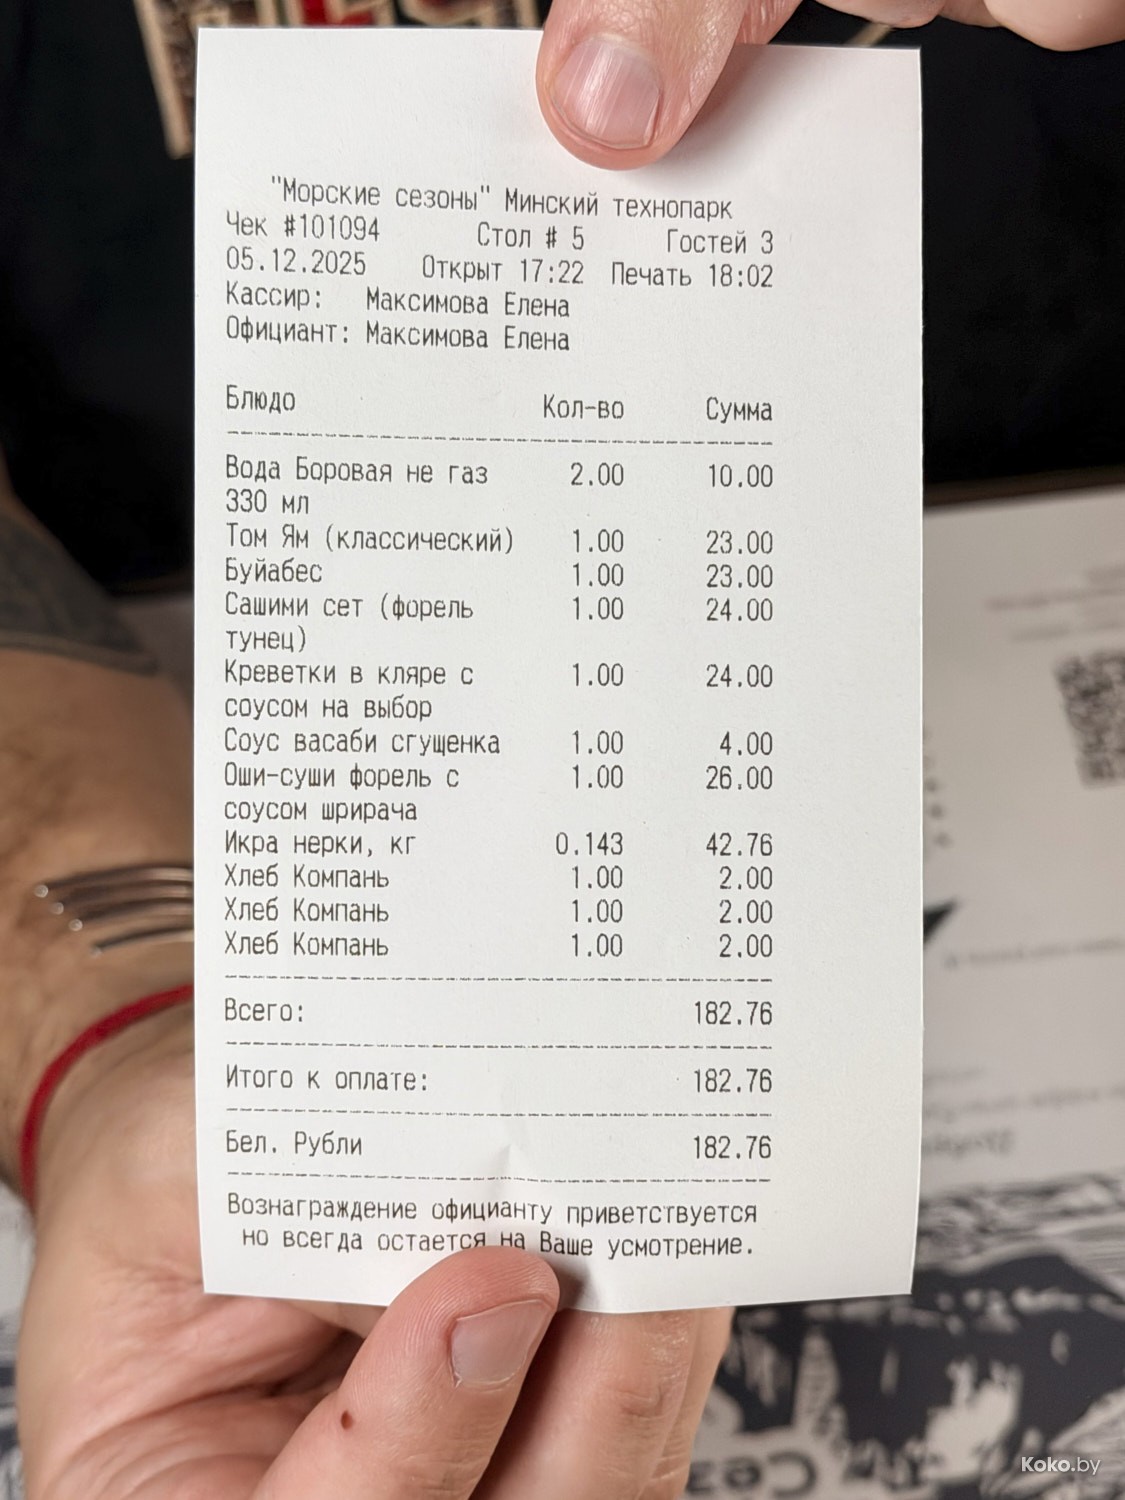 "Морские сезоны" Минский технопарк
Чек #101094 Стол # 5 Гостей 3
05.12.2025 Открыт 17:22 Печать 18:02
Кассир: Максимова Елена
Официант: Максимова Елена
Блюдо Кол-во Сумма
Вода Боровая не газ 2.00 10.00
330 мл
Том Ям (классический) 1.00 23.00
Буйабес 1.00 23.00
Сашими сет (форель 1.00 24.00
тунец)
Креветки в кляре с 1.00 24.00
соусом на выбор
Соус васаби сгущенка 1.00 4.00
Оши-суши форель с 1.00 26.00
соусом шрирача
Икра нерки, кг 0.143 42.76
Хлеб Компань 1.00 2.00
Хлеб Компань 1.00 2.00
Хлеб Компань 1.00 2.00
Всего: 182.76
Итого к оплате: 182.76
Бел. Рубли 182.76
Вознаграждение официанту приветствуется
но всегда остается на Ваше усмотрение.
Koko.by